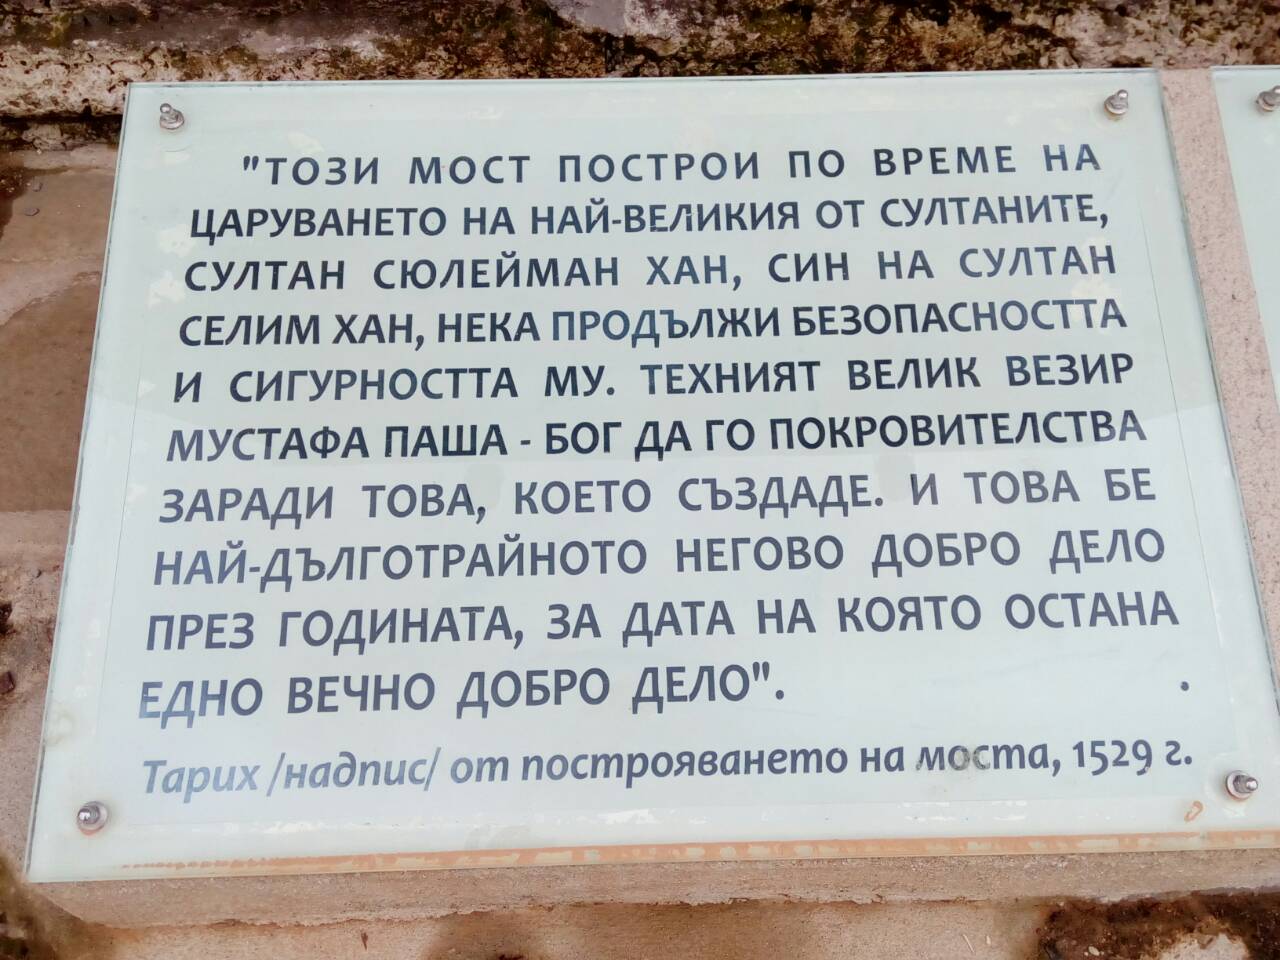 "ТОЗИ МОСТ ПОСТРОИ ПО ВРЕМЕ НА
ЦАРУВАНЕТО НА НАЙ-ВЕЛИКИЯ ОТ СУЛТАНИТЕ,
СУЛТАН СЮЛЕЙМАН ХАН, СИН НА СУЛТАН
СЕЛИМ ХАН, НЕКА ПРОДЪЛЖИ БЕЗОПАСНОСТТА
И СИГУРНОСТТА МУ. ТЕХНИЯТ ВЕЛИК ВЕЗИР
МУСТАФА ПАША - БОГ ДА ГО ПОКРОВИТЕЛСТВА
ЗАРАДИ ТОВА, КОЕТО СЪЗДАДЕ. И ТОВА БЕ
НАЙ-ДЪЛГОТРАЙНОТО НЕГОВО ДОБРО ДЕЛО
ПРЕЗ ГОДИНАТА, ЗА ДАТА НА КОЯТО ОСТАНА
ЕДНО ВЕЧНО ДОБРО ДЕЛО". .
Тарих /надпис/ от построяването на моста, 1529 г.